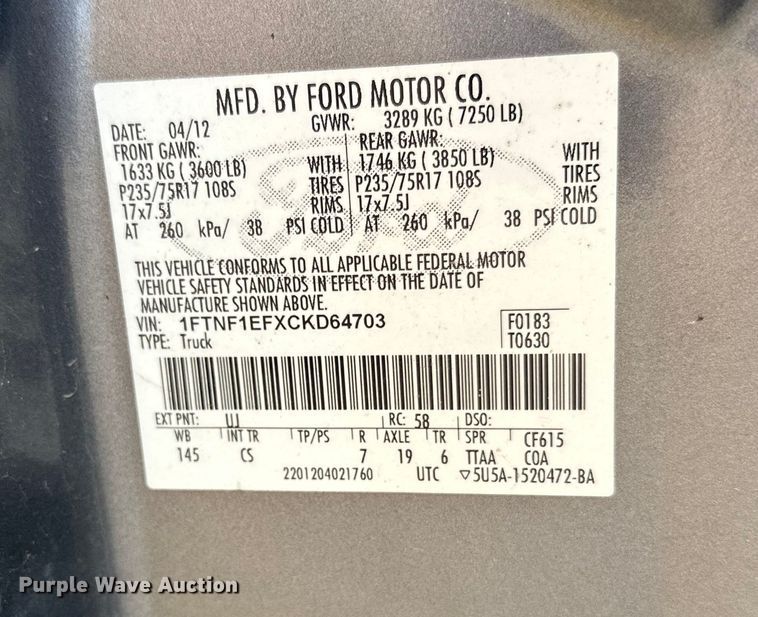 MFD. BY FORD MOTOR CO.
DATE: 04/12 GVWR: 3289 KG ( 7250 LB)
FRONT GAWR: REAR GAWR:
1633 KG ( 3600 LB) WITH 1746 KG ( 3850 LB) WITH
P235/75R17 108S TIRES P235/75R17 108S TIRES
17x7.5J RIMS 17x7.5J RIMS
AT 260 kPa/ 38 PSI COLD AT 260 kPa/ 38 PSI COLD
Ford
THIS VEHICLE CONFORMS TO ALL APPLICABLE FEDERAL MOTOR
VEHICLE SAFETY STANDARDS IN EFFECT ON THE DATE OF
MANUFACTURE SHOWN ABOVE.
VIN: 1FTNF1EFXCKD64703 F0183
TYPE: Truck T0630
EXT PNT: UJ RC: 58 DSO:
WB INT TR TP/PS R AXLE TR SPR CF615
145 CS 7 19 6 TTAA COA
2201204021760 UTC ▽5U5A-1520472-BA
Purple Wave Auction